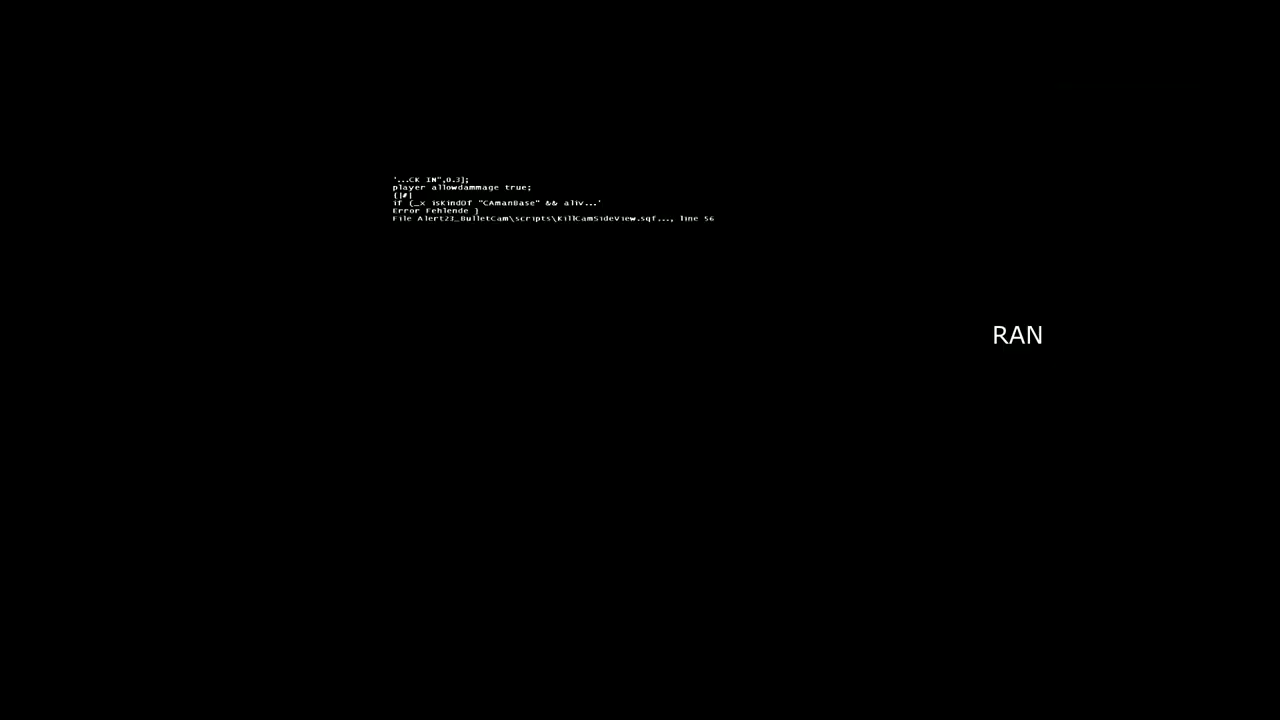 '...CK IN",0.3];
player allowdammage true;
{|#|
if (_x isKindOf "CAmanBase" && aliv...'
Error Fehlende }
File Alert23_BulletCam\scripts\KillCamSideView.sqf..., line 56
RAN